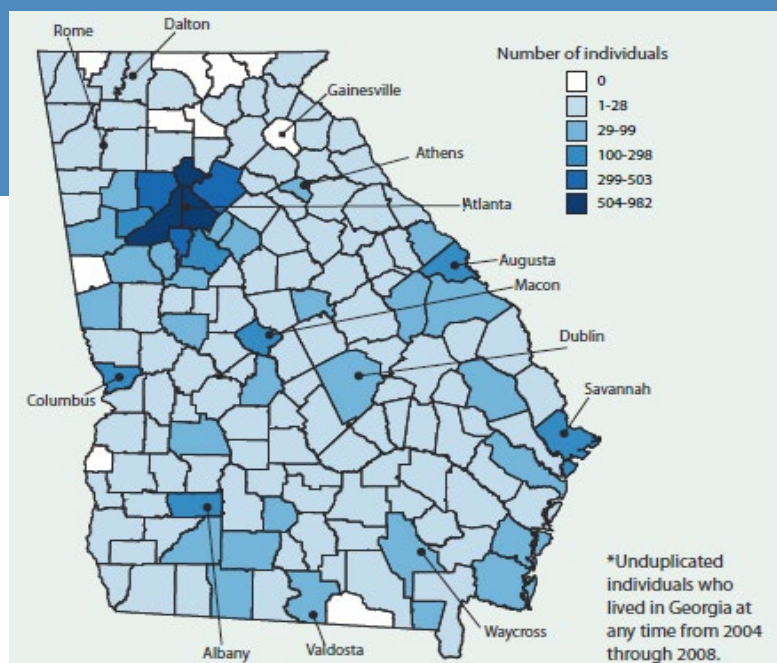 Rome
Dalton
Number of individuals
0
1-28
29-99
100-298
299-503
504-982
Gainesville
Athens
Atlanta
Augusta
Macon
Dublin
Savannah
Columbus
*Unduplicated
individuals who
lived in Georgia at
any time from 2004
through 2008.
Waycross
Valdosta
Albany